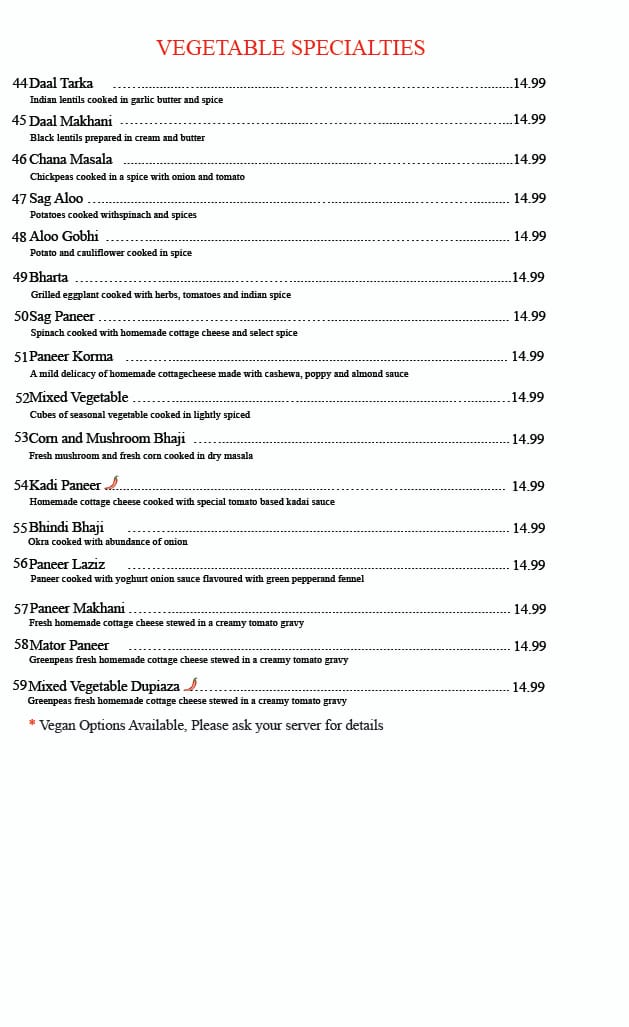 VEGETABLE SPECIALTIES
44 Daal Tarka ........ 14.99
Indian lentils cooked in garlic butter and spice
45 Daal Makhani ........ 14.99
Black lentils prepared in cream and butter
46 Chana Masala ........ 14.99
Chickpeas cooked in a spice with onion and tomato
47 Sag Aloo ........ 14.99
Potatoes cooked withspinach and spices
48 Aloo Gobhi ........ 14.99
Potato and cauliflower cooked in spice
49 Bharta ........ 14.99
Grilled eggplant cooked with herbs, tomatoes and indian spice
50 Sag Paneer ........ 14.99
Spinach cooked with homemade cottage cheese and select spice
51 Paneer Korma ........ 14.99
A mild delicacy of homemade cottagecheese made with cashewa, poppy and almond sauce
52 Mixed Vegetable ........ 14.99
Cubes of seasonal vegetable cooked in lightly spiced
53 Corn and Mushroom Bhaji ........ 14.99
Fresh mushroom and fresh corn cooked in dry masala
54 Kadi Paneer ........ 14.99
Homemade cottage cheese cooked with special tomato based kadai sauce
55 Bhindi Bhaji ........ 14.99
Okra cooked with abundance of onion
56 Paneer Laziz ........ 14.99
Paneer cooked with yoghurt onion sauce flavoured with green pepperand fennel
57 Paneer Makhani ........ 14.99
Fresh homemade cottage cheese stewed in a creamy tomato gravy
58 Mator Paneer ........ 14.99
Greenpeas fresh homemade cottage cheese stewed in a creamy tomato gravy
59 Mixed Vegetable Dupiaza ........ 14.99
Greenpeas fresh homemade cottage cheese stewed in a creamy tomato gravy
* Vegan Options Available, Please ask your server for details